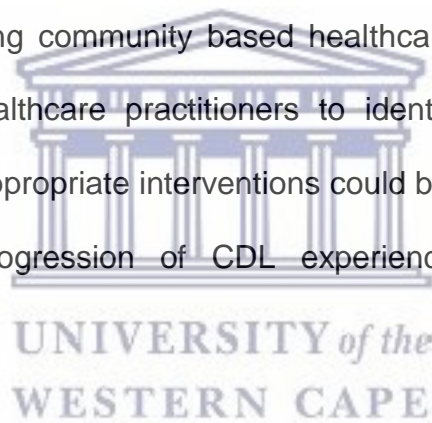 community based healthca
althcare practitioners to ident
ppropriate interventions could b
ogression of CDL experienc
UNIVERSITY of the
WESTERN CAPE